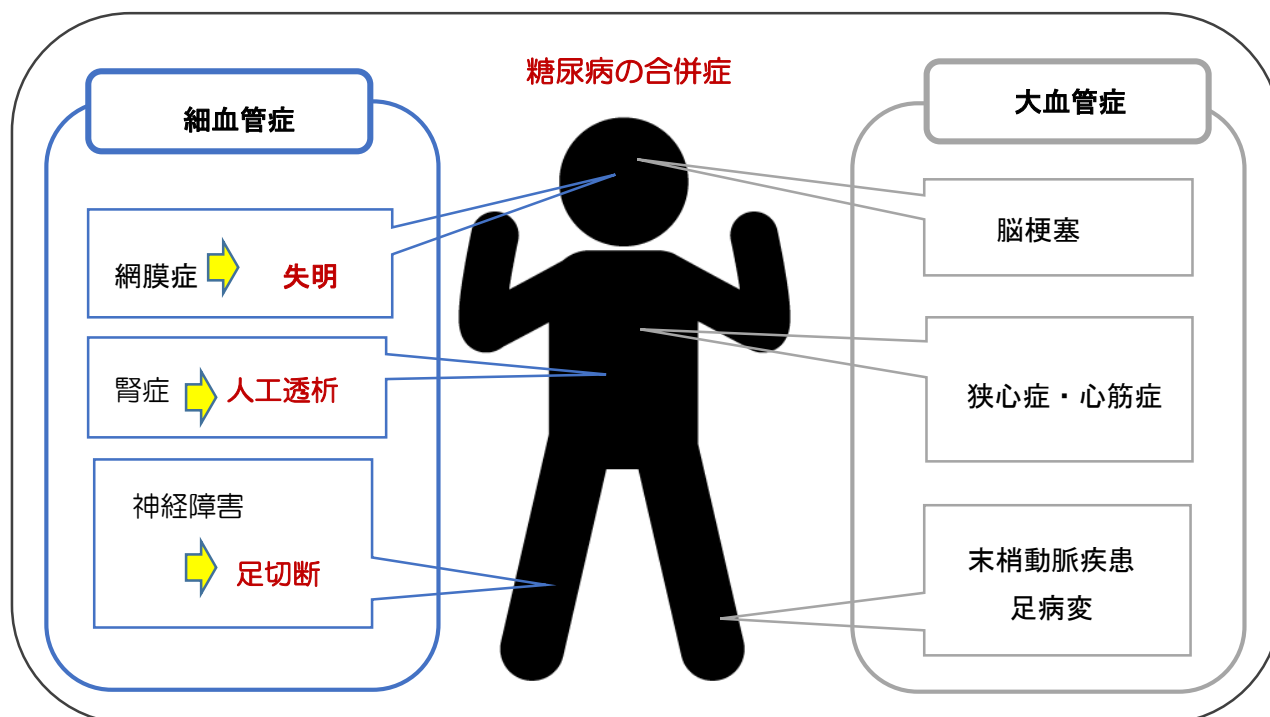 糖尿病の合併症
細血管症
網膜症 失明
腎症 人工透析
神経障害
足切断
大血管症
脳梗塞
狭心症・心筋症
末梢動脈疾患
足病変